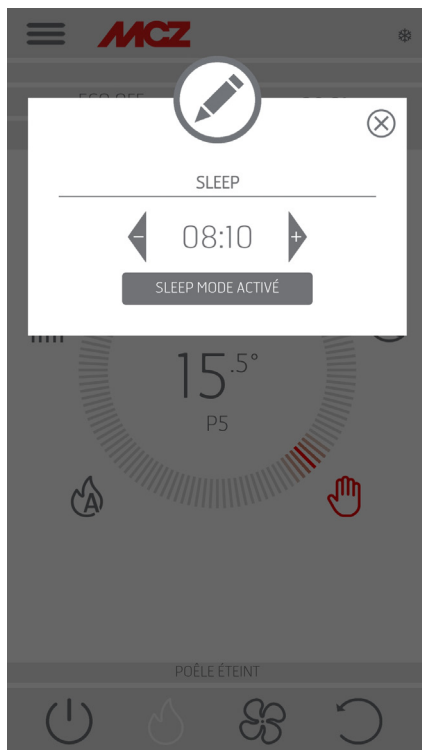 MCZ
SLEEP
- 08:10 +
SLEEP MODE ACTIVÉ
15.5°
P5
A
POÊLE ÉTEINT